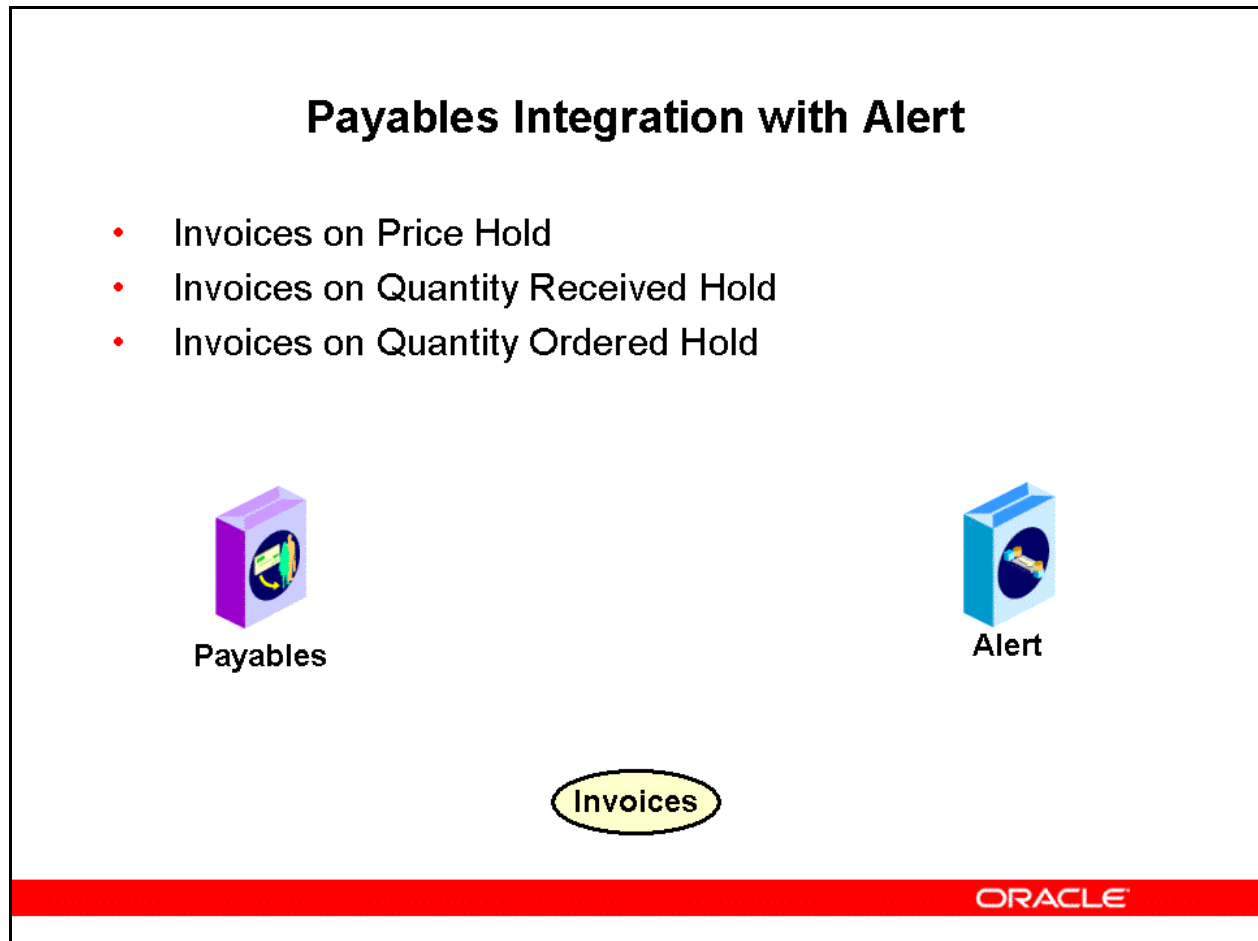 Payables Integration with Alert
• Invoices on Price Hold
• Invoices on Quantity Received Hold
• Invoices on Quantity Ordered Hold
Payables
Alert
Invoices
ORACLE